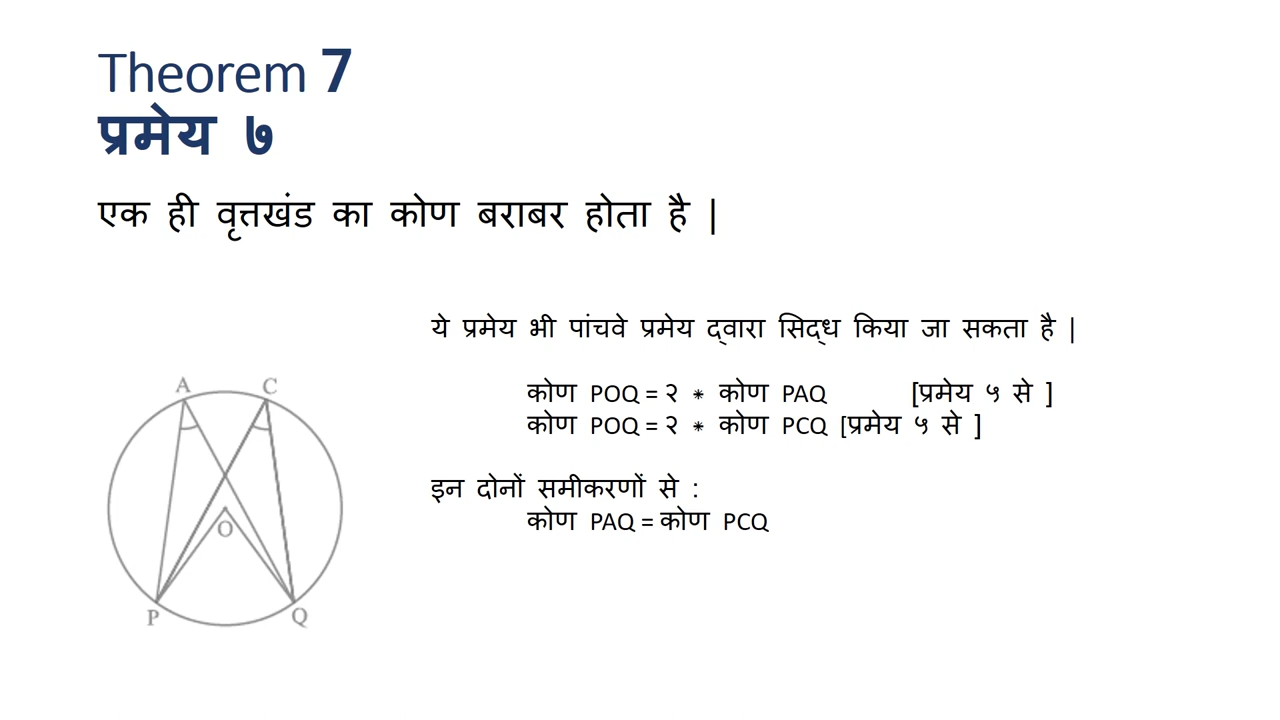 Theorem 7
प्रमेय ७
एक ही वृत्तखंड का कोण बराबर होता है |
ये प्रमेय भी पांचवे प्रमेय द्वारा सिद्ध किया जा सकता है |
कोण POQ = २ * कोण PAQ [प्रमेय ५ से ]
कोण POQ = २ * कोण PCQ [प्रमेय ५ से ]
इन दोनों समीकरणों से :
कोण PAQ = कोण PCQ
A C
O
P Q